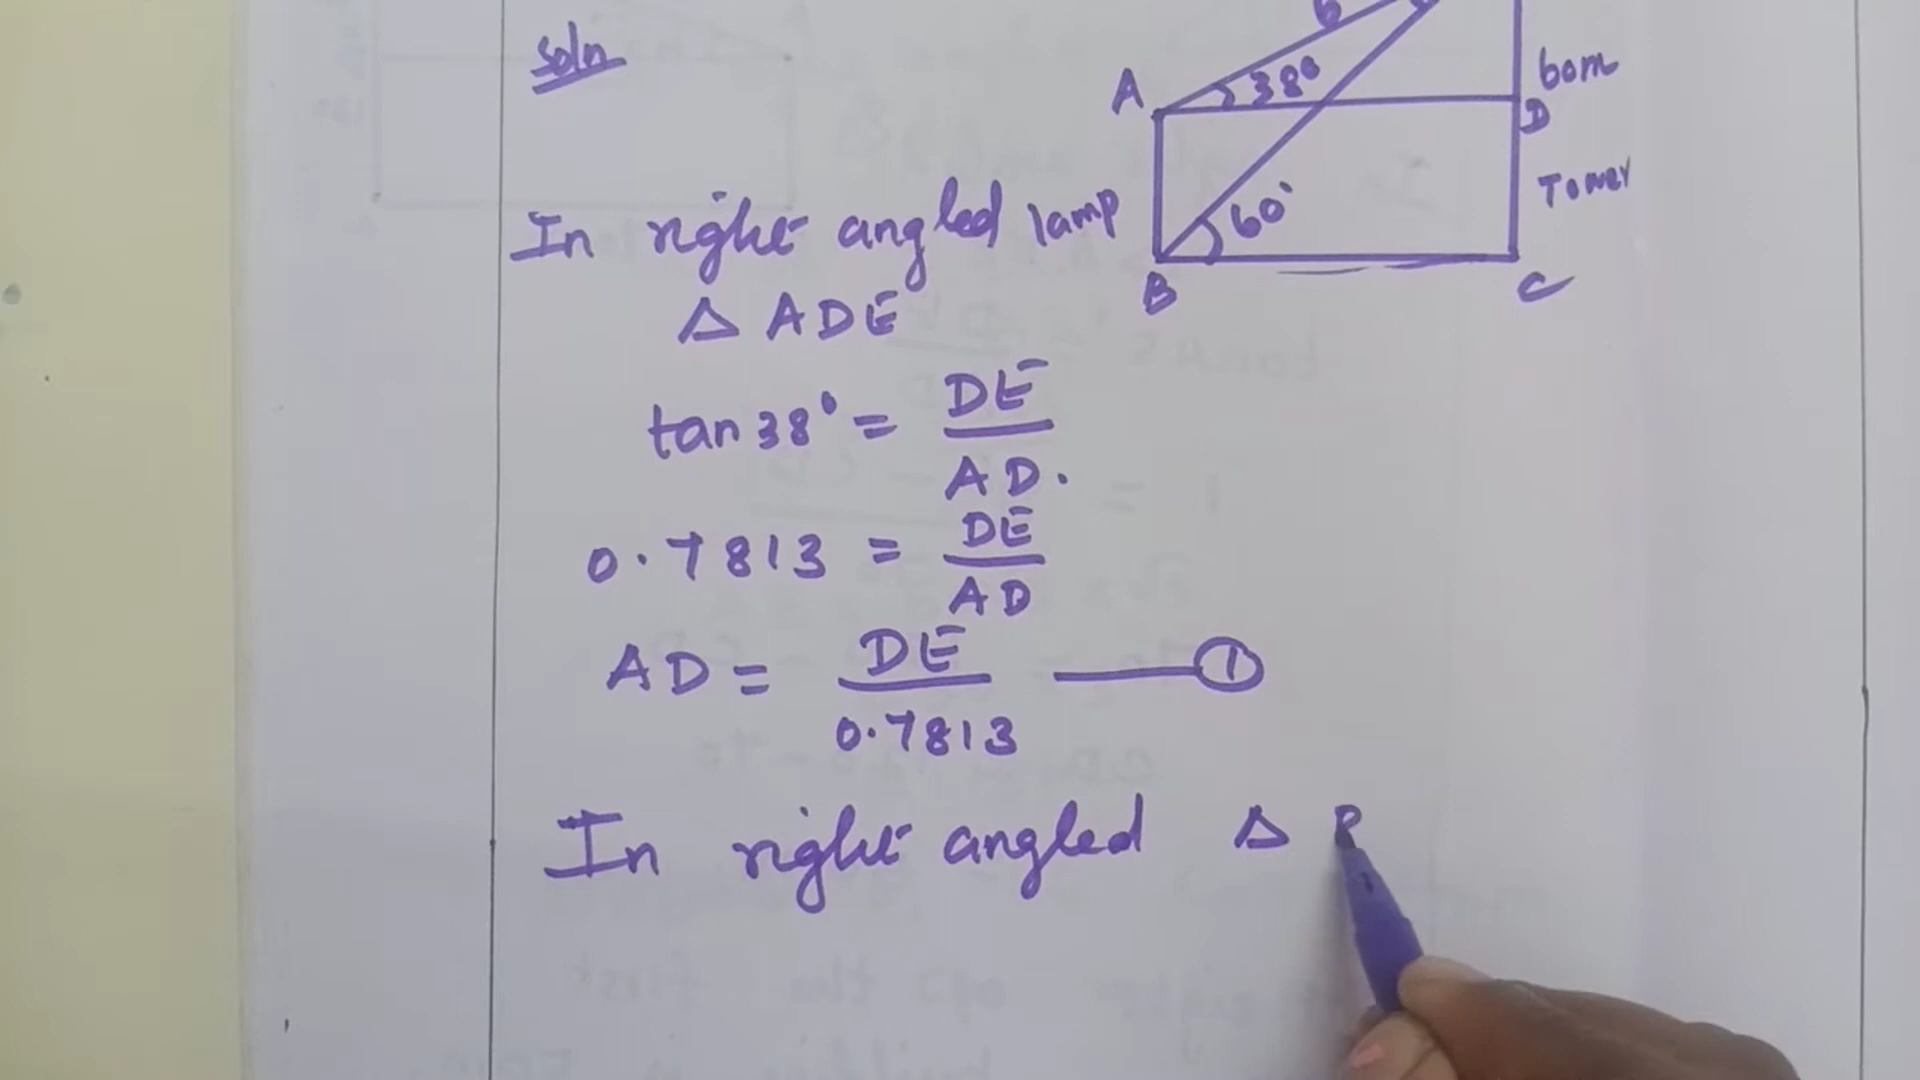 Soln
A 38° 60m
D
Tower
60°
B C
In right angled lamp
Δ ADE
tan 38° = DE
AD.
0.7813 = DE
AD
AD = DE ——— 1
0.7813
In right angled Δ